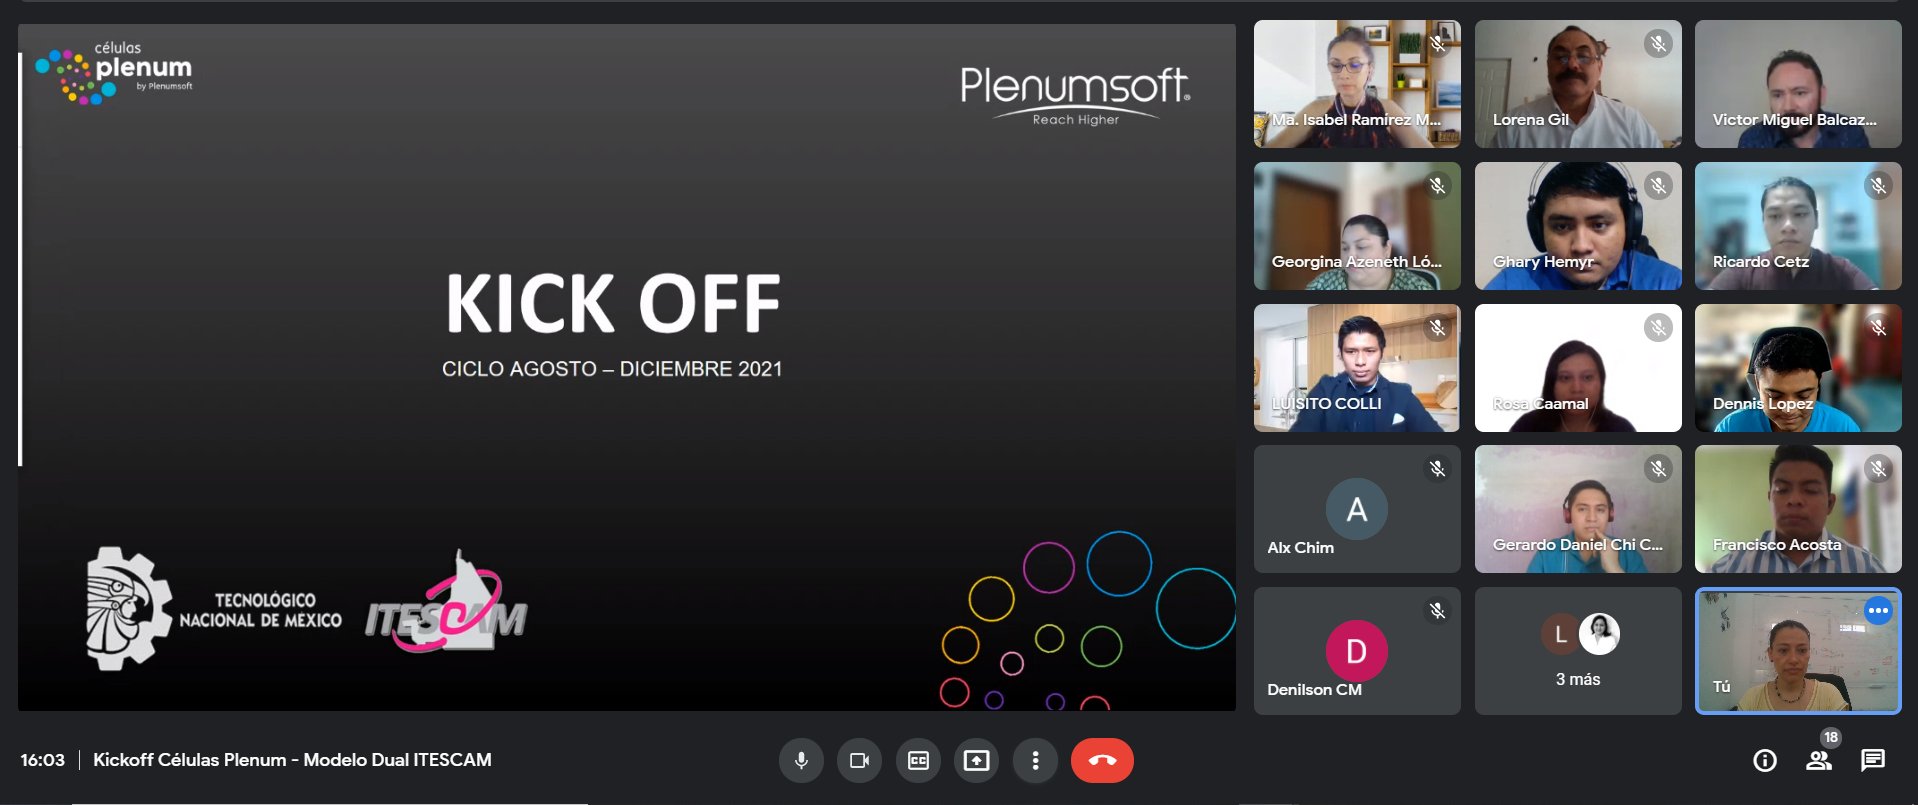 células
plenum
by Plenumsoft
Plenumsoft®
Reach Higher
KICK OFF
CICLO AGOSTO – DICIEMBRE 2021
TECNOLÓGICO
NACIONAL DE MÉXICO
ITESCAM
Ma. Isabel Ramírez M...
Lorena Gil
Victor Miguel Balcaz...
Georgina Azeneth Ló...
Ghary Hemyr
Ricardo Cetz
LUISITO COLLI
Rosa Caamal
Dennis Lopez
A
Alx Chim
Gerardo Daniel Chi C...
Francisco Acosta
D
Denilson CM
L
3 más
Tú
16:03
Kickoff Células Plenum - Modelo Dual ITESCAM
CC
18